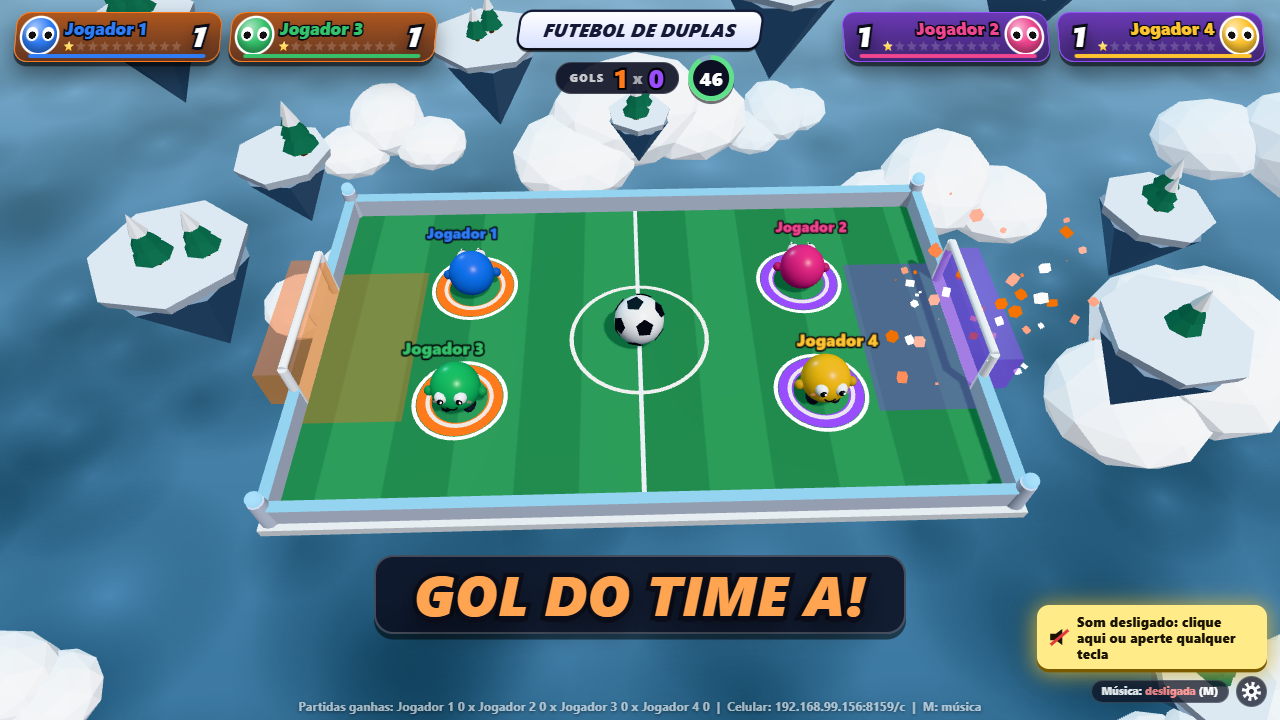 Jogador 1
1
Jogador 3
1
FUTEBOL DE DUPLAS
1
Jogador 2
1
Jogador 4
GOLS 1 x 0
46
Jogador 1
Jogador 2
Jogador 4
Jogador 3
GOL DO TIME A!
Som desligado: clique
aqui ou aperte qualquer
tecla
Música: desligada (M)
Partidas ganhas: Jogador 1 0 x Jogador 2 0 x Jogador 3 0 x Jogador 4 0 | Celular: 192.168.99.156:8159/c | M: música